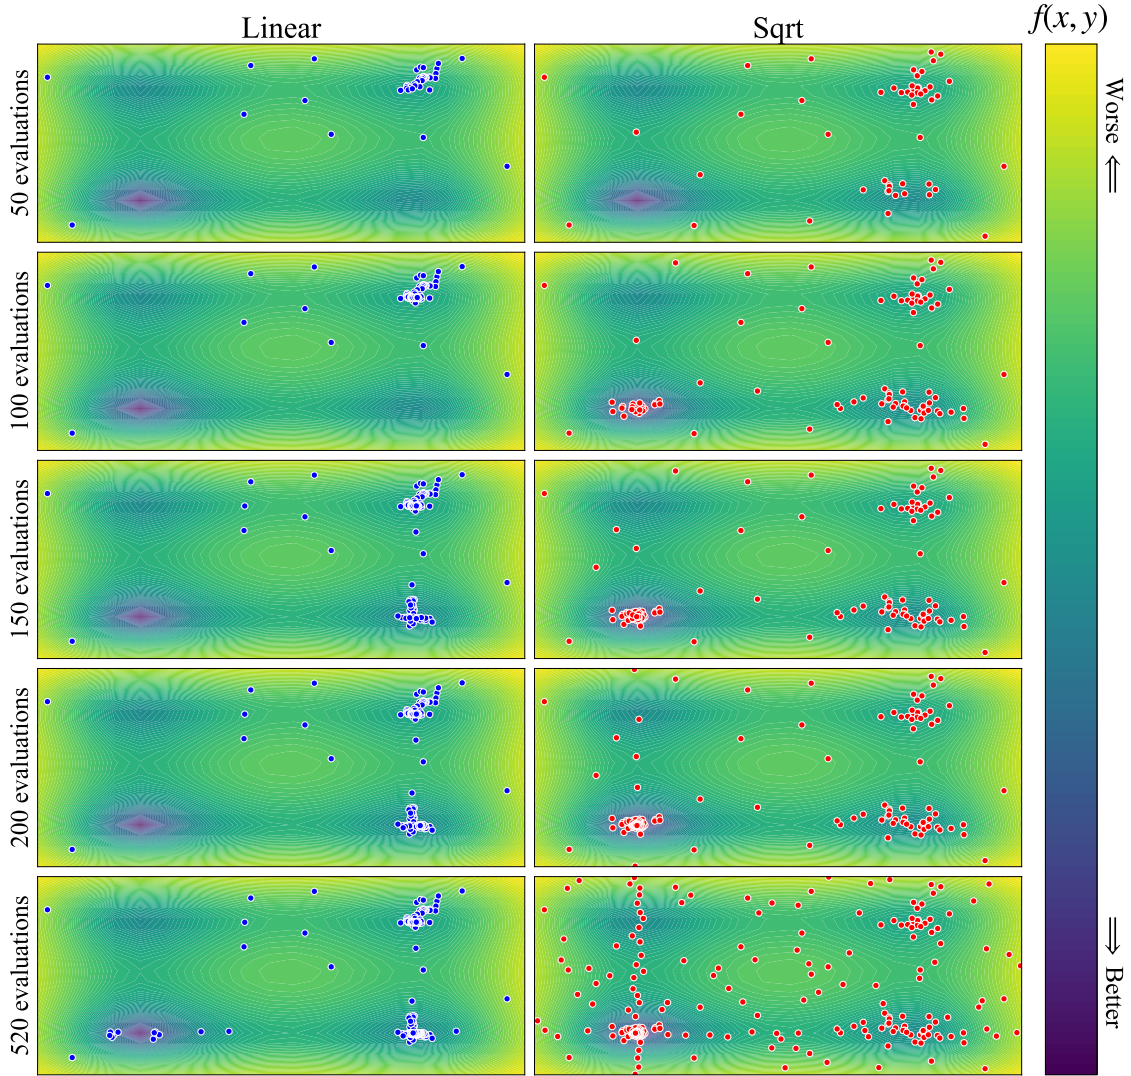 Linear
Sqrt
f(x, y)
50 evaluations
100 evaluations
150 evaluations
200 evaluations
520 evaluations
Worse ⇐
⇒ Better